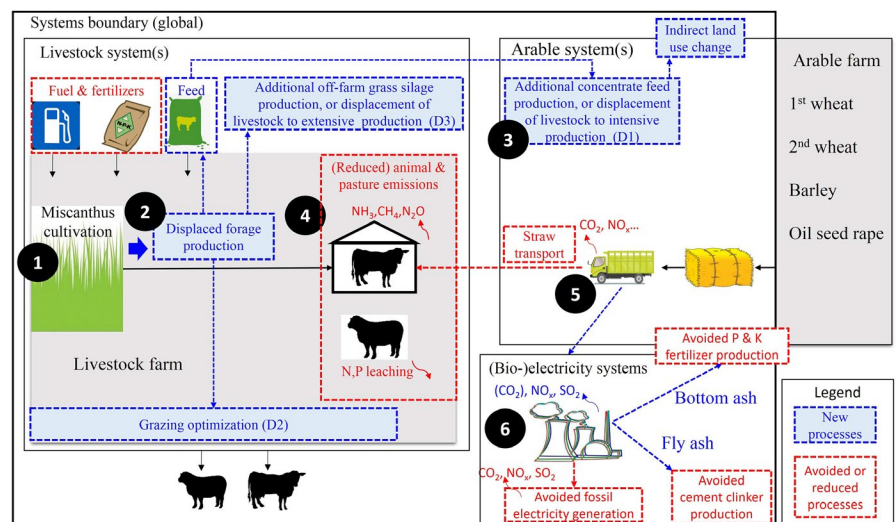 Systems boundary (global)
Livestock system(s)
Fuel & fertilizers
N-P-K
Feed
Additional off-farm grass silage
production, or displacement of
livestock to extensive production (D3)
Miscanthus
cultivation
1
2
Displaced forage
production
(Reduced) animal &
pasture emissions
4
NH3,CH4,N2O
N,P leaching
Livestock farm
Grazing optimization (D2)
Arable system(s)
Indirect land
use change
Additional concentrate feed
production, or displacement
of livestock to intensive
production (D1)
3
Straw
transport
CO2, NOx...
5
Arable farm
1st wheat
2nd wheat
Barley
Oil seed rape
(Bio-)electricity systems
Avoided P & K
fertilizer production
(CO2), NOx, SO2
Bottom ash
6
Fly ash
CO2, NOx, SO2
Avoided fossil
electricity generation
Avoided
cement clinker
production
Legend
New
processes
Avoided or
reduced
processes